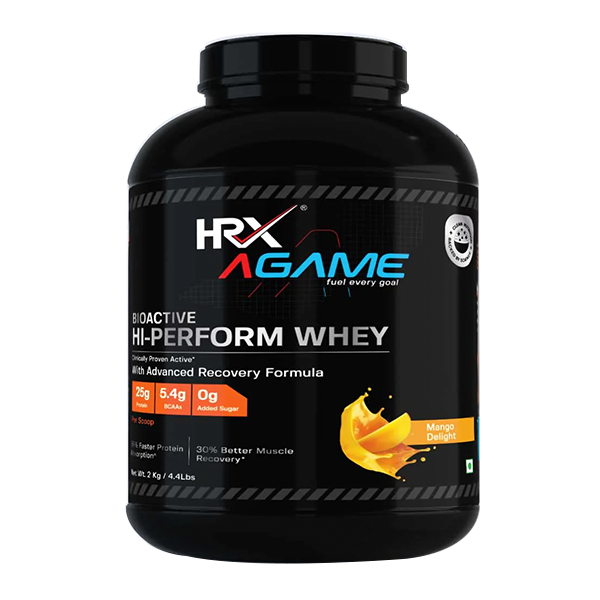 HRX®
AGAME
fuel every goal
BIOACTIVE
HI-PERFORM WHEY
Clinically Proven Active*
With Advanced Recovery Formula
25g
Protein
5.4g
BCAAs
0g
Added Sugar
Per Scoop
Faster Protein
Absorption*
30% Better Muscle
Recovery*
Net. Wt. 2 Kg / 4.4Lbs
Mango
Delight